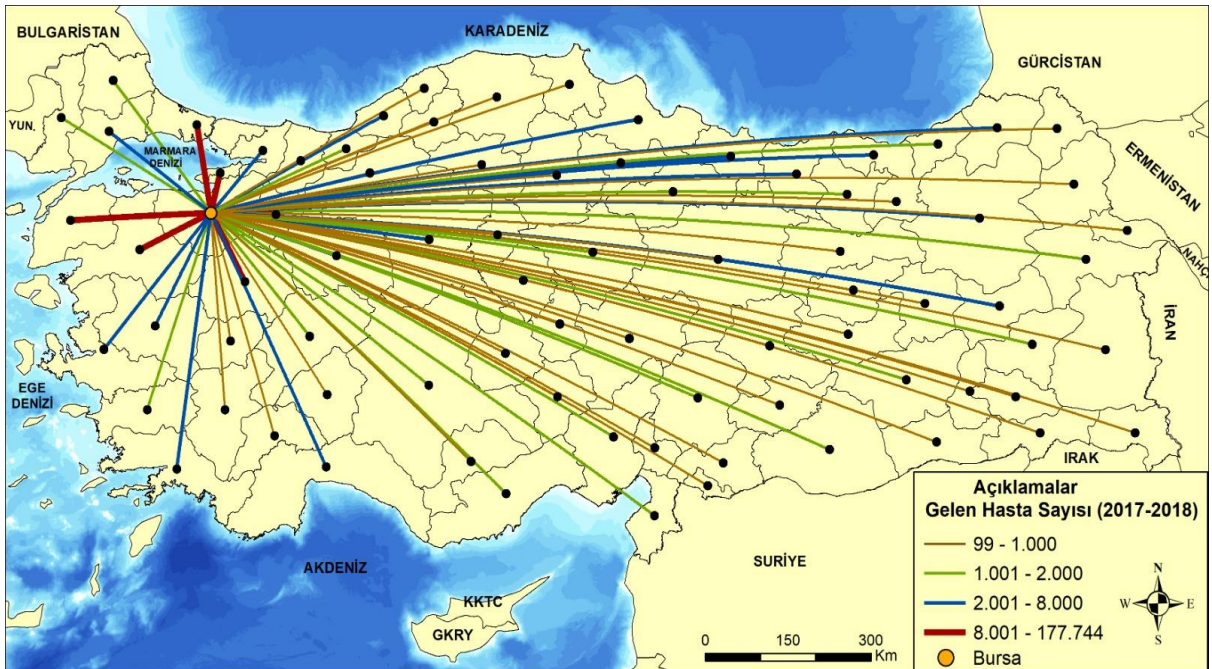 BULGARİSTAN
KARADENİZ
GÜRCİSTAN
YUN.
MARMARA
DENİZİ
ERMENİSTAN
NAHÇ.
İRAN
EGE
DENİZİ
IRAK
AKDENİZ
SURİYE
KKTC
GKRY
Açıklamalar
Gelen Hasta Sayısı (2017-2018)
99 - 1.000
1.001 - 2.000
2.001 - 8.000
8.001 - 177.744
Bursa
N
W E
S
0 150 300
Km